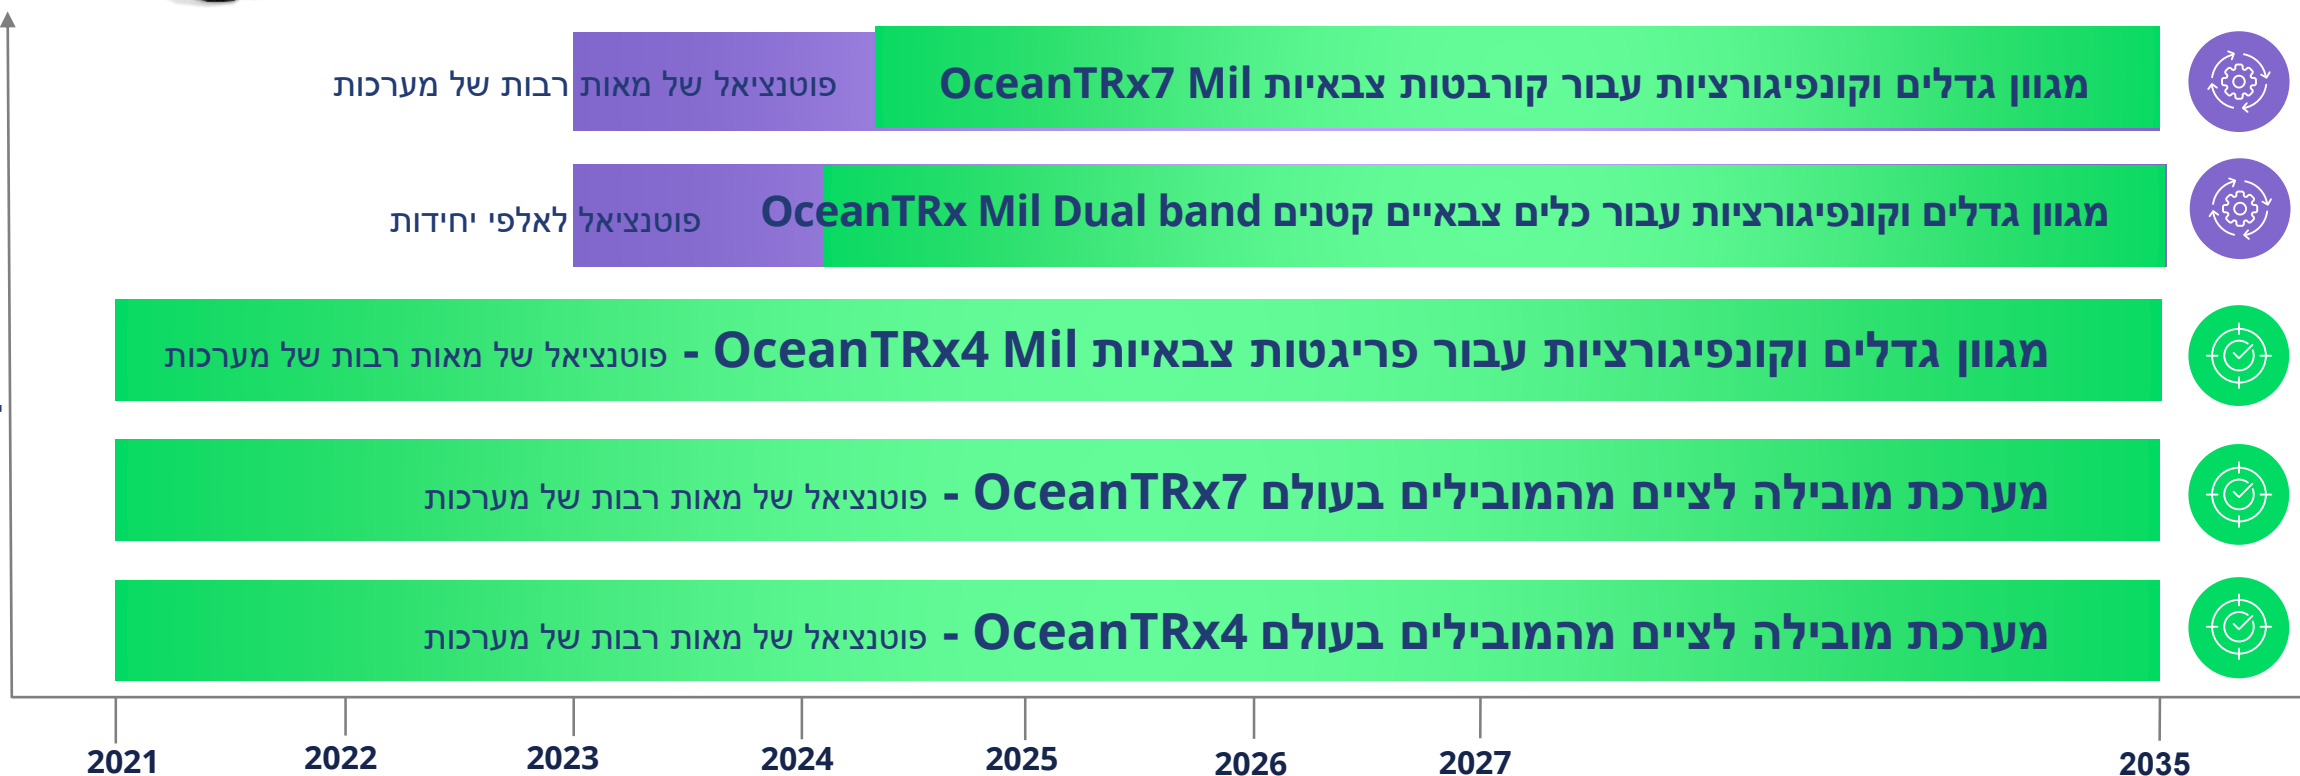 מגוון גדלים וקונפיגורציות עבור קורבטות צבאיות OceanTRx7 Mil
פוטנציאל של מאות רבות של מערכות
מגוון גדלים וקונפיגורציות עבור כלים צבאיים קטנים OceanTRx Mil Dual band
פוטנציאל לאלפי יחידות
מגוון גדלים וקונפיגורציות עבור פריגטות צבאיות OceanTRx4 Mil - פוטנציאל של מאות רבות של מערכות
מערכת מובילה לציים מהמובילים בעולם OceanTRx7 - פוטנציאל של מאות רבות של מערכות
מערכת מובילה לציים מהמובילים בעולם OceanTRx4 - פוטנציאל של מאות רבות של מערכות
2021 2022 2023 2024 2025 2026 2027 2035